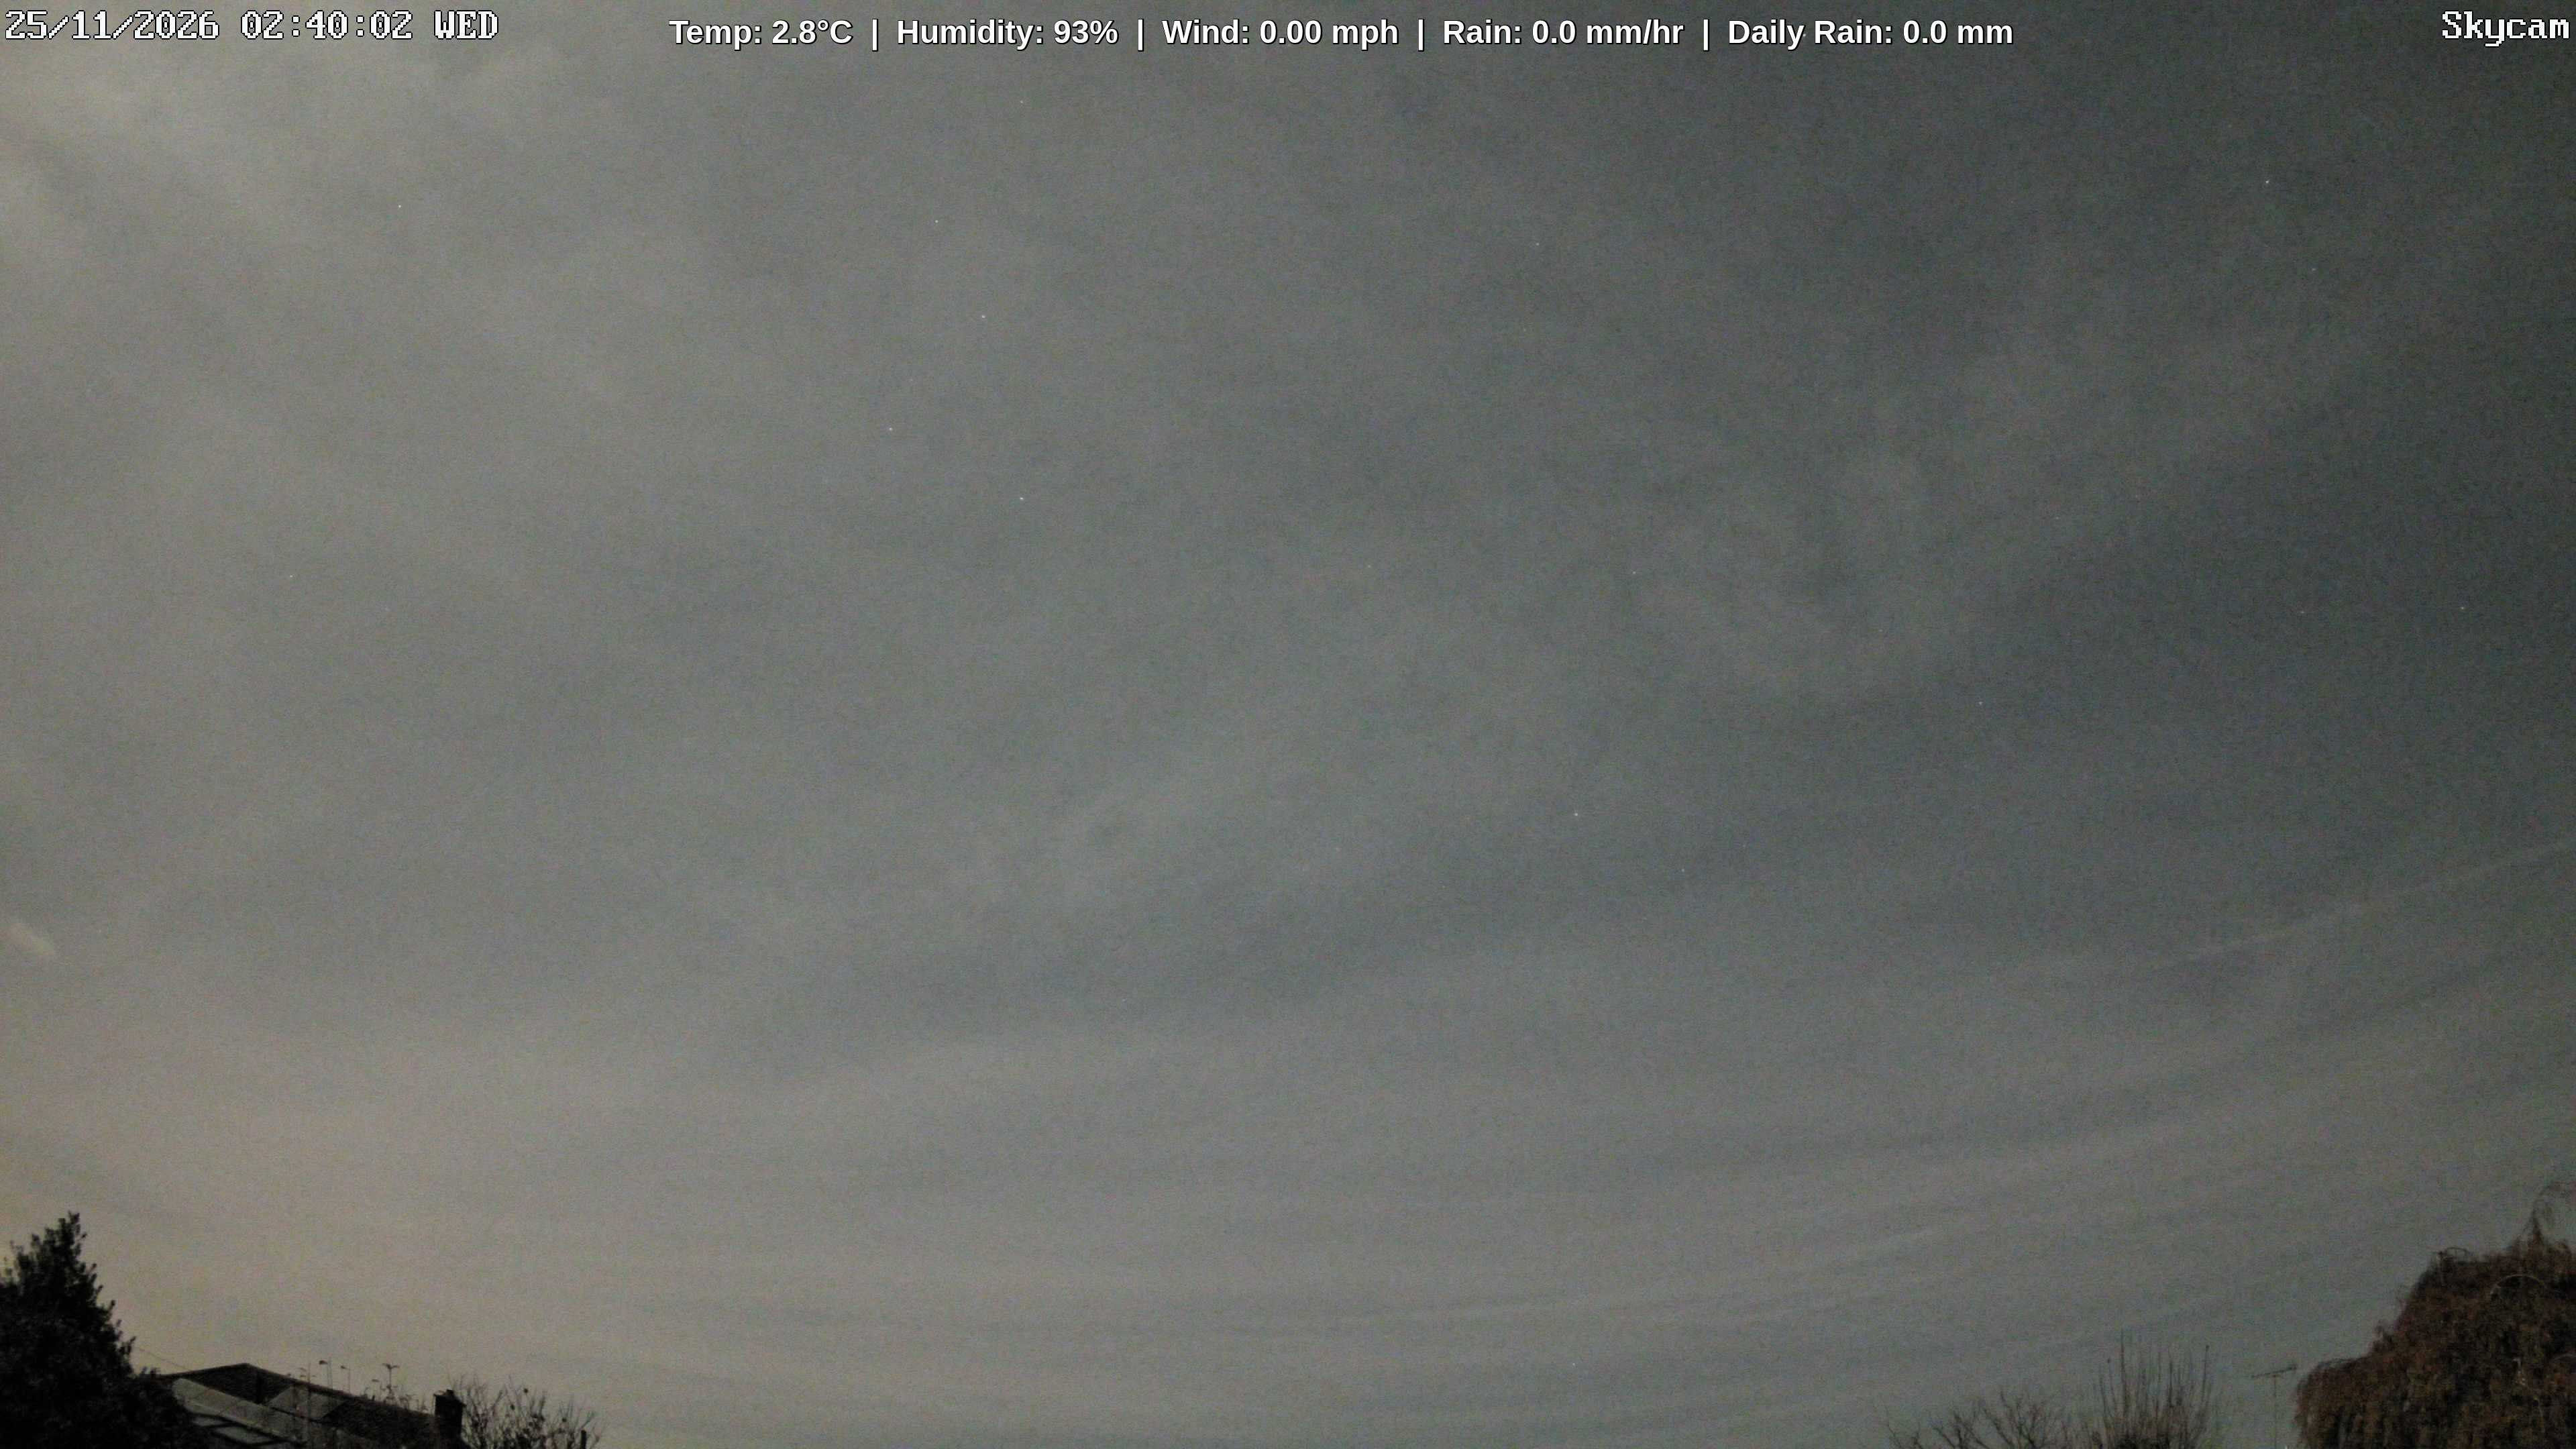 25/11/2026 02:40:02 WED
Temp: 2.8°C | Humidity: 93% | Wind: 0.00 mph | Rain: 0.0 mm/hr | Daily Rain: 0.0 mm
Skycam